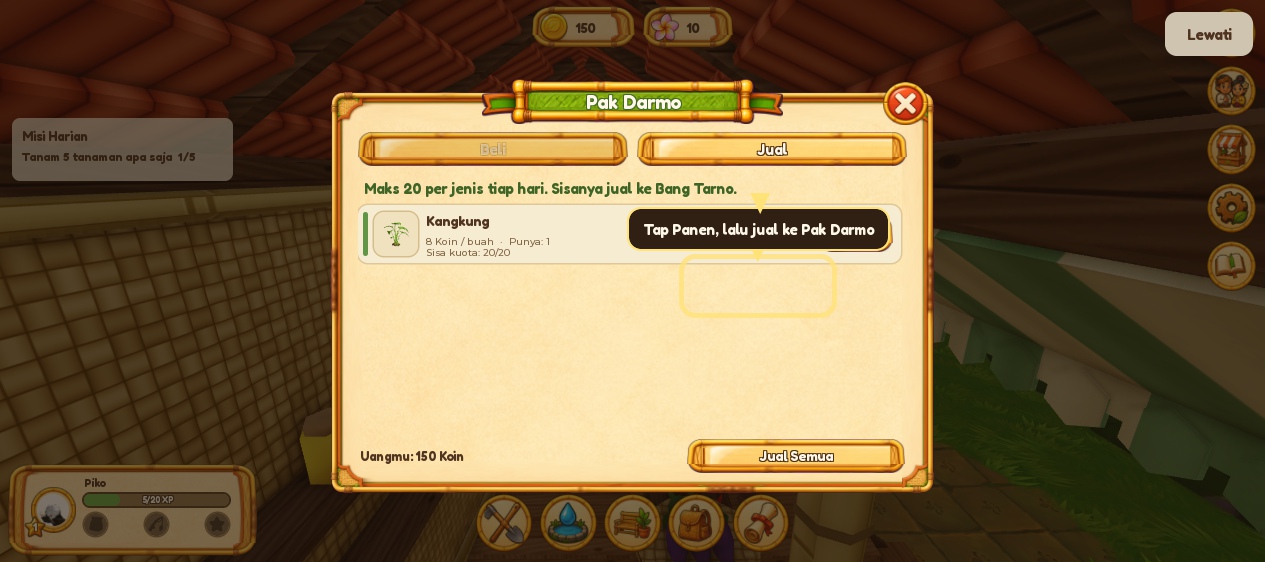 150
10
Lewati
Pak Darmo
Misi Harian
Tanam 5 tanaman apa saja 1/5
Beli
Jual
Maks 20 per jenis tiap hari. Sisanya jual ke Bang Tarno.
Kangkung
8 Koin / buah · Punya: 1
Sisa kuota: 20/20
Tap Panen, lalu jual ke Pak Darmo
Uangmu: 150 Koin
Jual Semua
Piko
5/20 XP
1